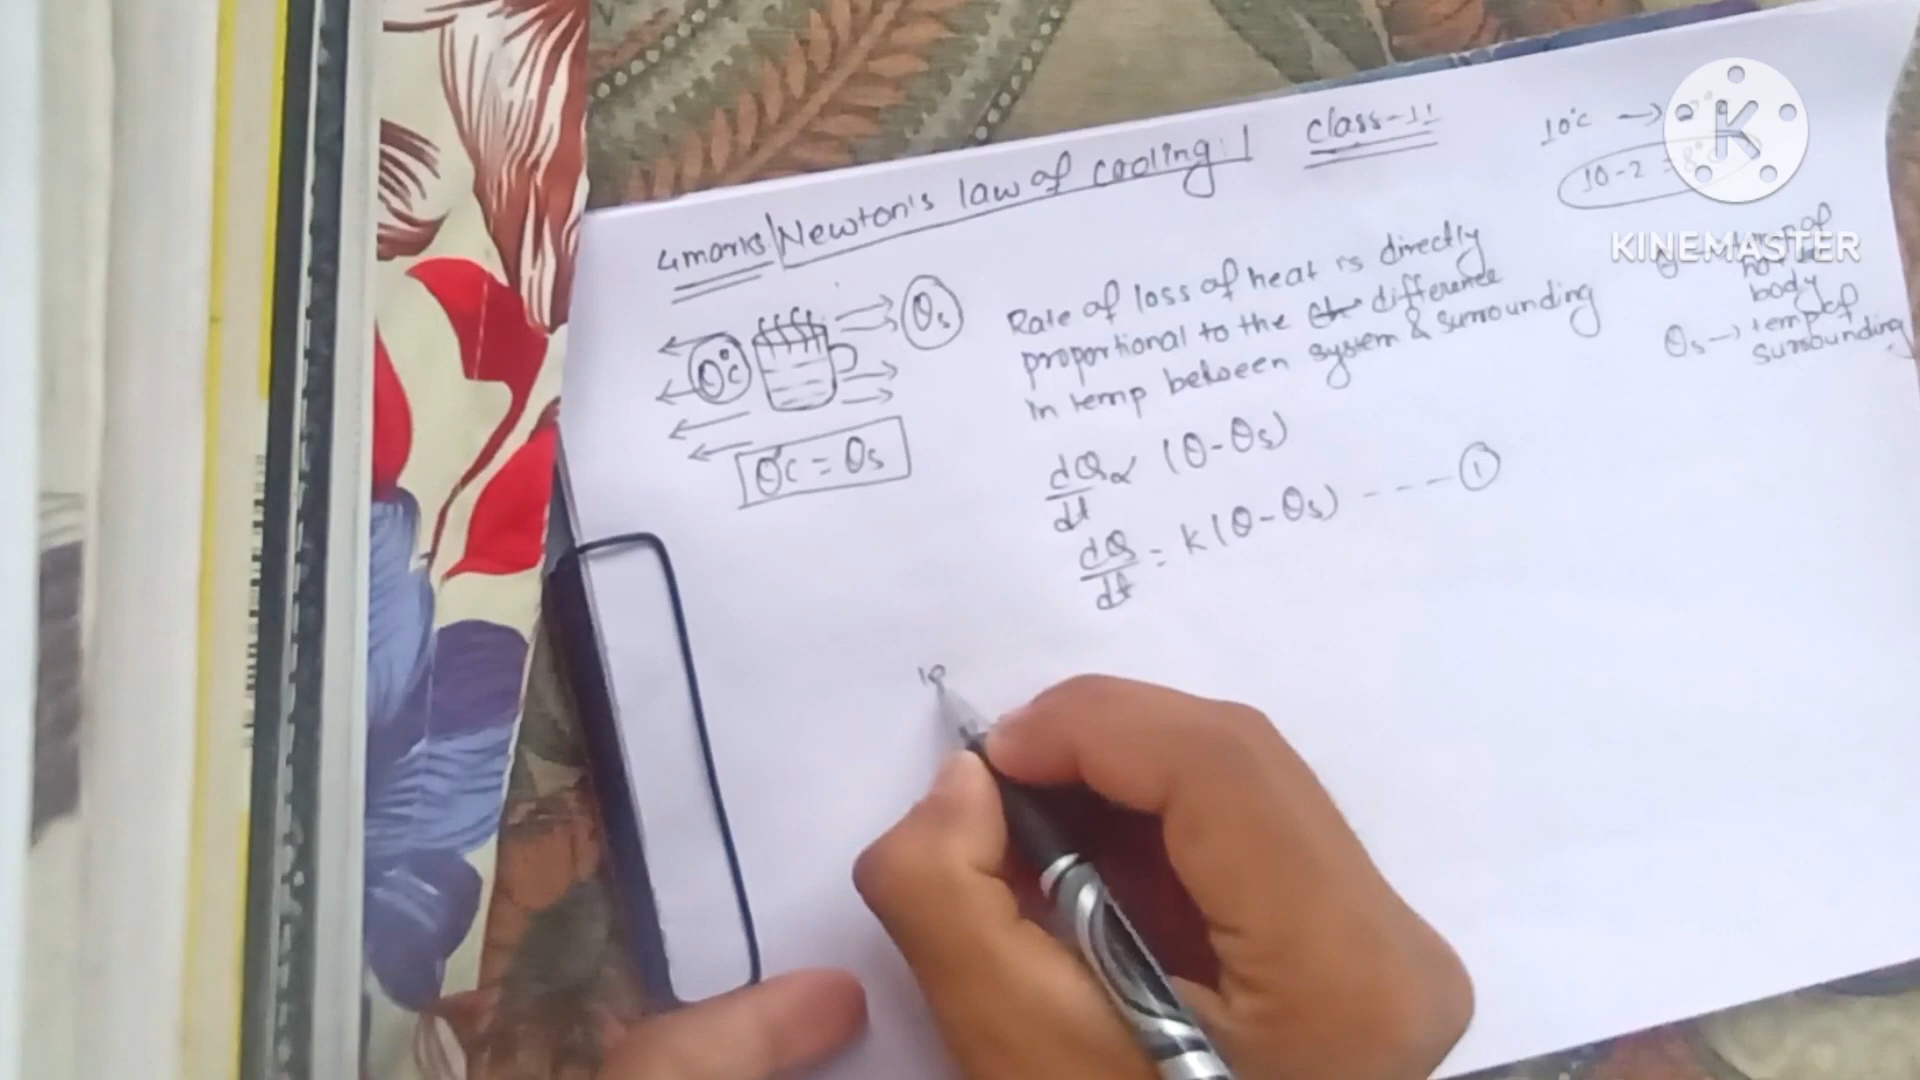 4marks Newton's law of cooling : class-11
10°c →
10-2 = 8°c
Rate of loss of heat is directly
proportional to the difference
in temp between system & surrounding
θs
θ°c
θ°c = θs
body
θs → temp of
surrounding
dQ/dt ∝ (θ-θs)
dQ/dt = k(θ-θs) ---- ①
KINEMASTER